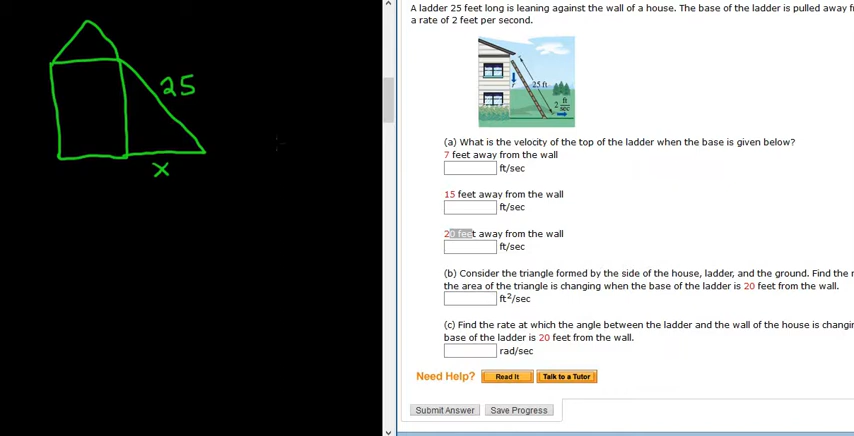 25
x
A ladder 25 feet long is leaning against the wall of a house. The base of the ladder is pulled away
a rate of 2 feet per second.
25 ft
r
2 ft
sec
(a) What is the velocity of the top of the ladder when the base is given below?
7 feet away from the wall
ft/sec
15 feet away from the wall
ft/sec
20 feet away from the wall
ft/sec
(b) Consider the triangle formed by the side of the house, ladder, and the ground. Find the
the area of the triangle is changing when the base of the ladder is 20 feet from the wall.
ft²/sec
(c) Find the rate at which the angle between the ladder and the wall of the house is
base of the ladder is 20 feet from the wall.
rad/sec
Need Help? Read It Talk to a Tutor
Submit Answer Save Progress